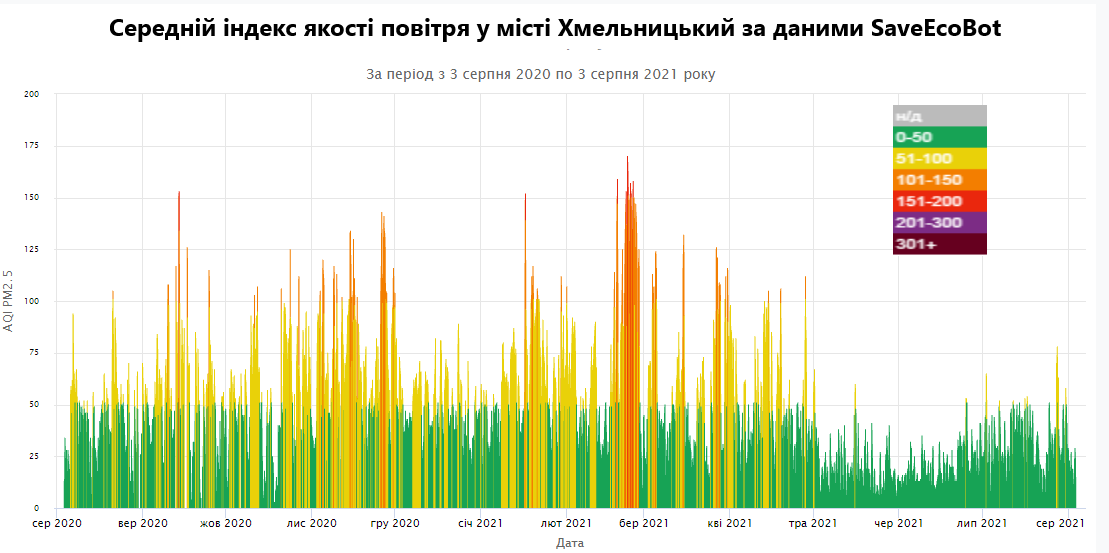 Середній індекс якості повітря у місті Хмельницький за даними SaveEcoBot
За період з 3 серпня 2020 по 3 серпня 2021 року
200
175
150
125
100
75
50
25
0
AQI PM2.5
н/д
0-50
51-100
101-150
151-200
201-300
301+
сер 2020 вер 2020 жов 2020 лис 2020 гру 2020 січ 2021 лют 2021 бер 2021 кві 2021 тра 2021 чер 2021 лип 2021 сер 2021
Дата